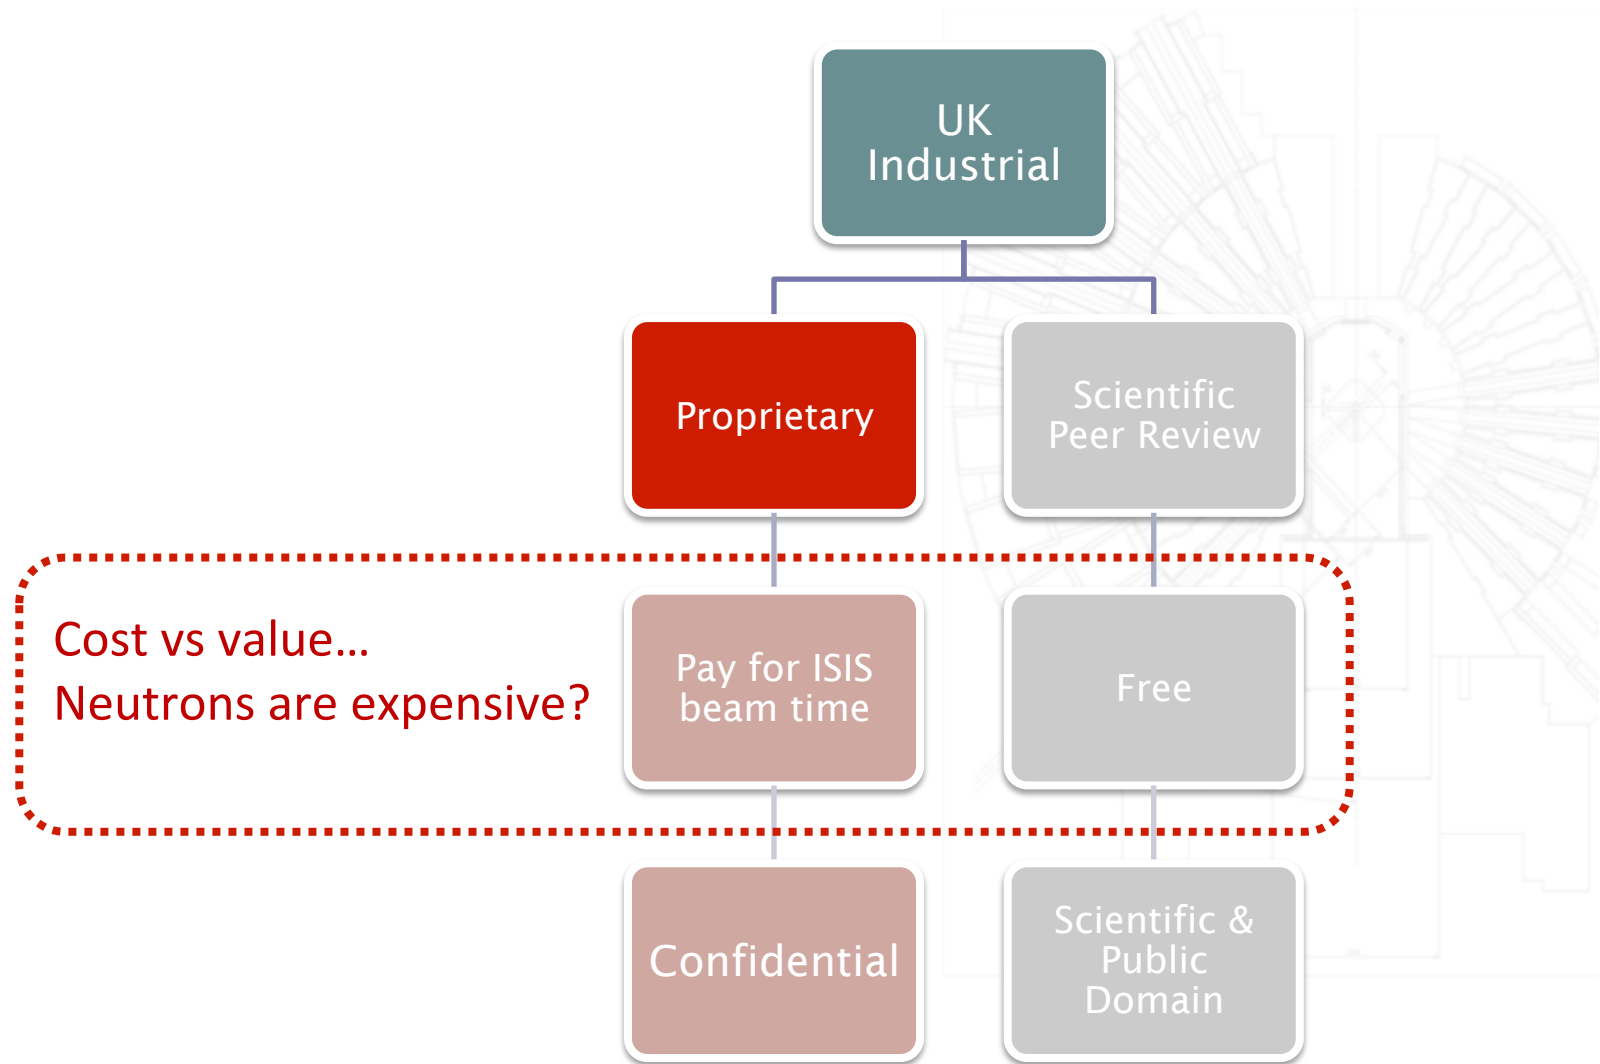 UK
Industrial
Proprietary
Scientific
Peer Review
Cost vs value...
Neutrons are expensive?
Pay for ISIS
beam time
Free
Confidential
Scientific &
Public
Domain